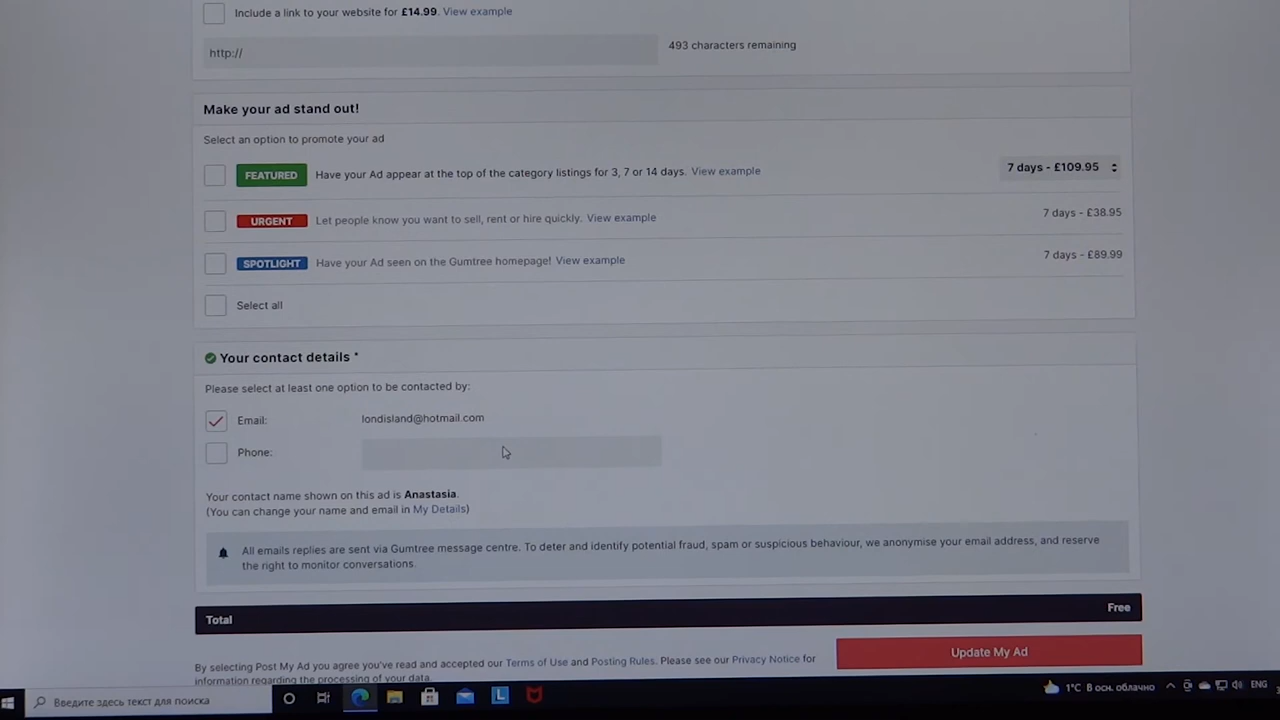 Include a link to your website for £14.99. View example
http://
493 characters remaining
Make your ad stand out!
Select an option to promote your ad
FEATURED Have your Ad appear at the top of the category listings for 3, 7 or 14 days. View example 7 days - £109.95
URGENT Let people know you want to sell, rent or hire quickly. View example 7 days - £38.95
SPOTLIGHT Have your Ad seen on the Gumtree homepage! View example 7 days - £89.99
Select all
Your contact details *
Please select at least one option to be contacted by:
Email: londisland@hotmail.com
Phone:
Your contact name shown on this ad is Anastasia.
(You can change your name and email in My Details)
All emails replies are sent via Gumtree message centre. To deter and identify potential fraud, spam or suspicious behaviour, we anonymise your email address, and reserve
the right to monitor conversations.
Total Free
Update My Ad
By selecting Post My Ad you agree you've read and accepted our Terms of Use and Posting Rules. Please see our Privacy Notice for
information regarding the processing of your data.
Введите здесь текст для поиска
L
1°C В осн. облачно
ENG